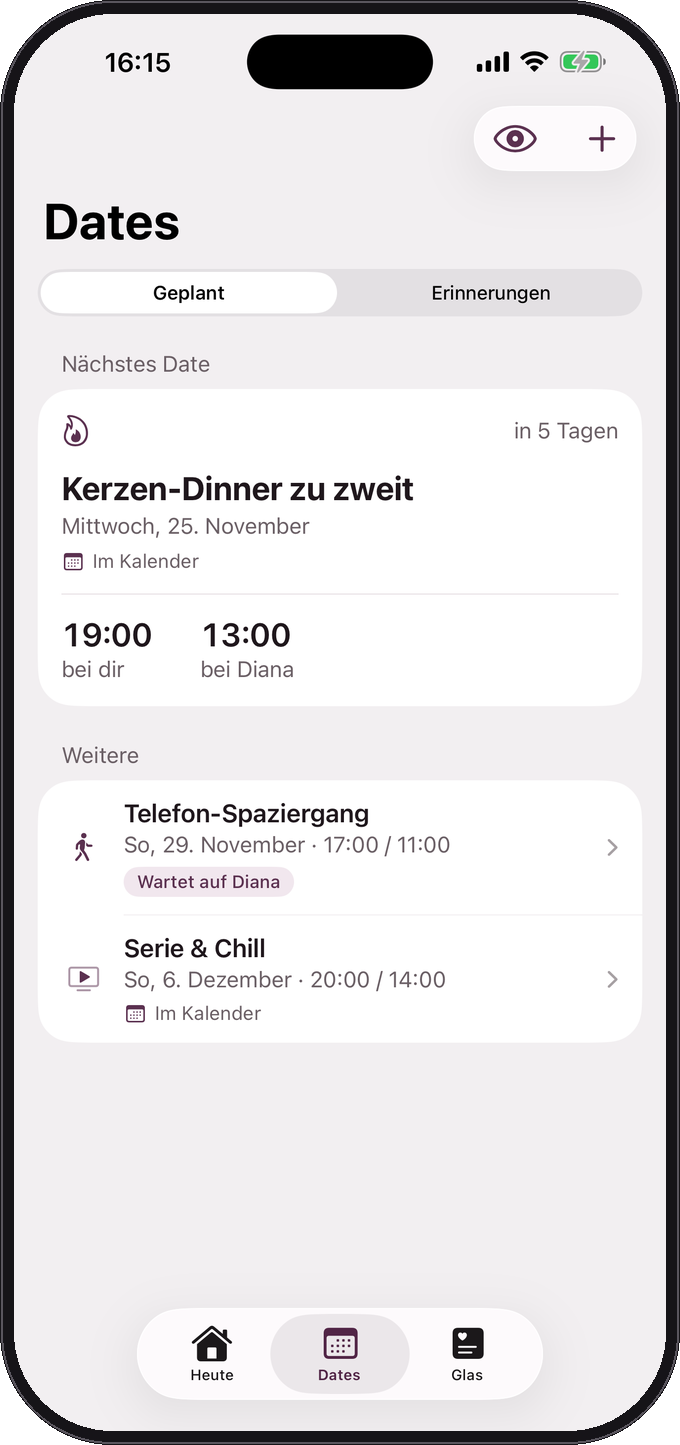 16:15
Dates
Geplant
Erinnerungen
Nächstes Date
in 5 Tagen
Kerzen-Dinner zu zweit
Mittwoch, 25. November
Im Kalender
19:00 13:00
bei dir bei Diana
Weitere
Telefon-Spaziergang
So, 29. November · 17:00 / 11:00
Wartet auf Diana
Serie & Chill
So, 6. Dezember · 20:00 / 14:00
Im Kalender
Heute Dates Glas